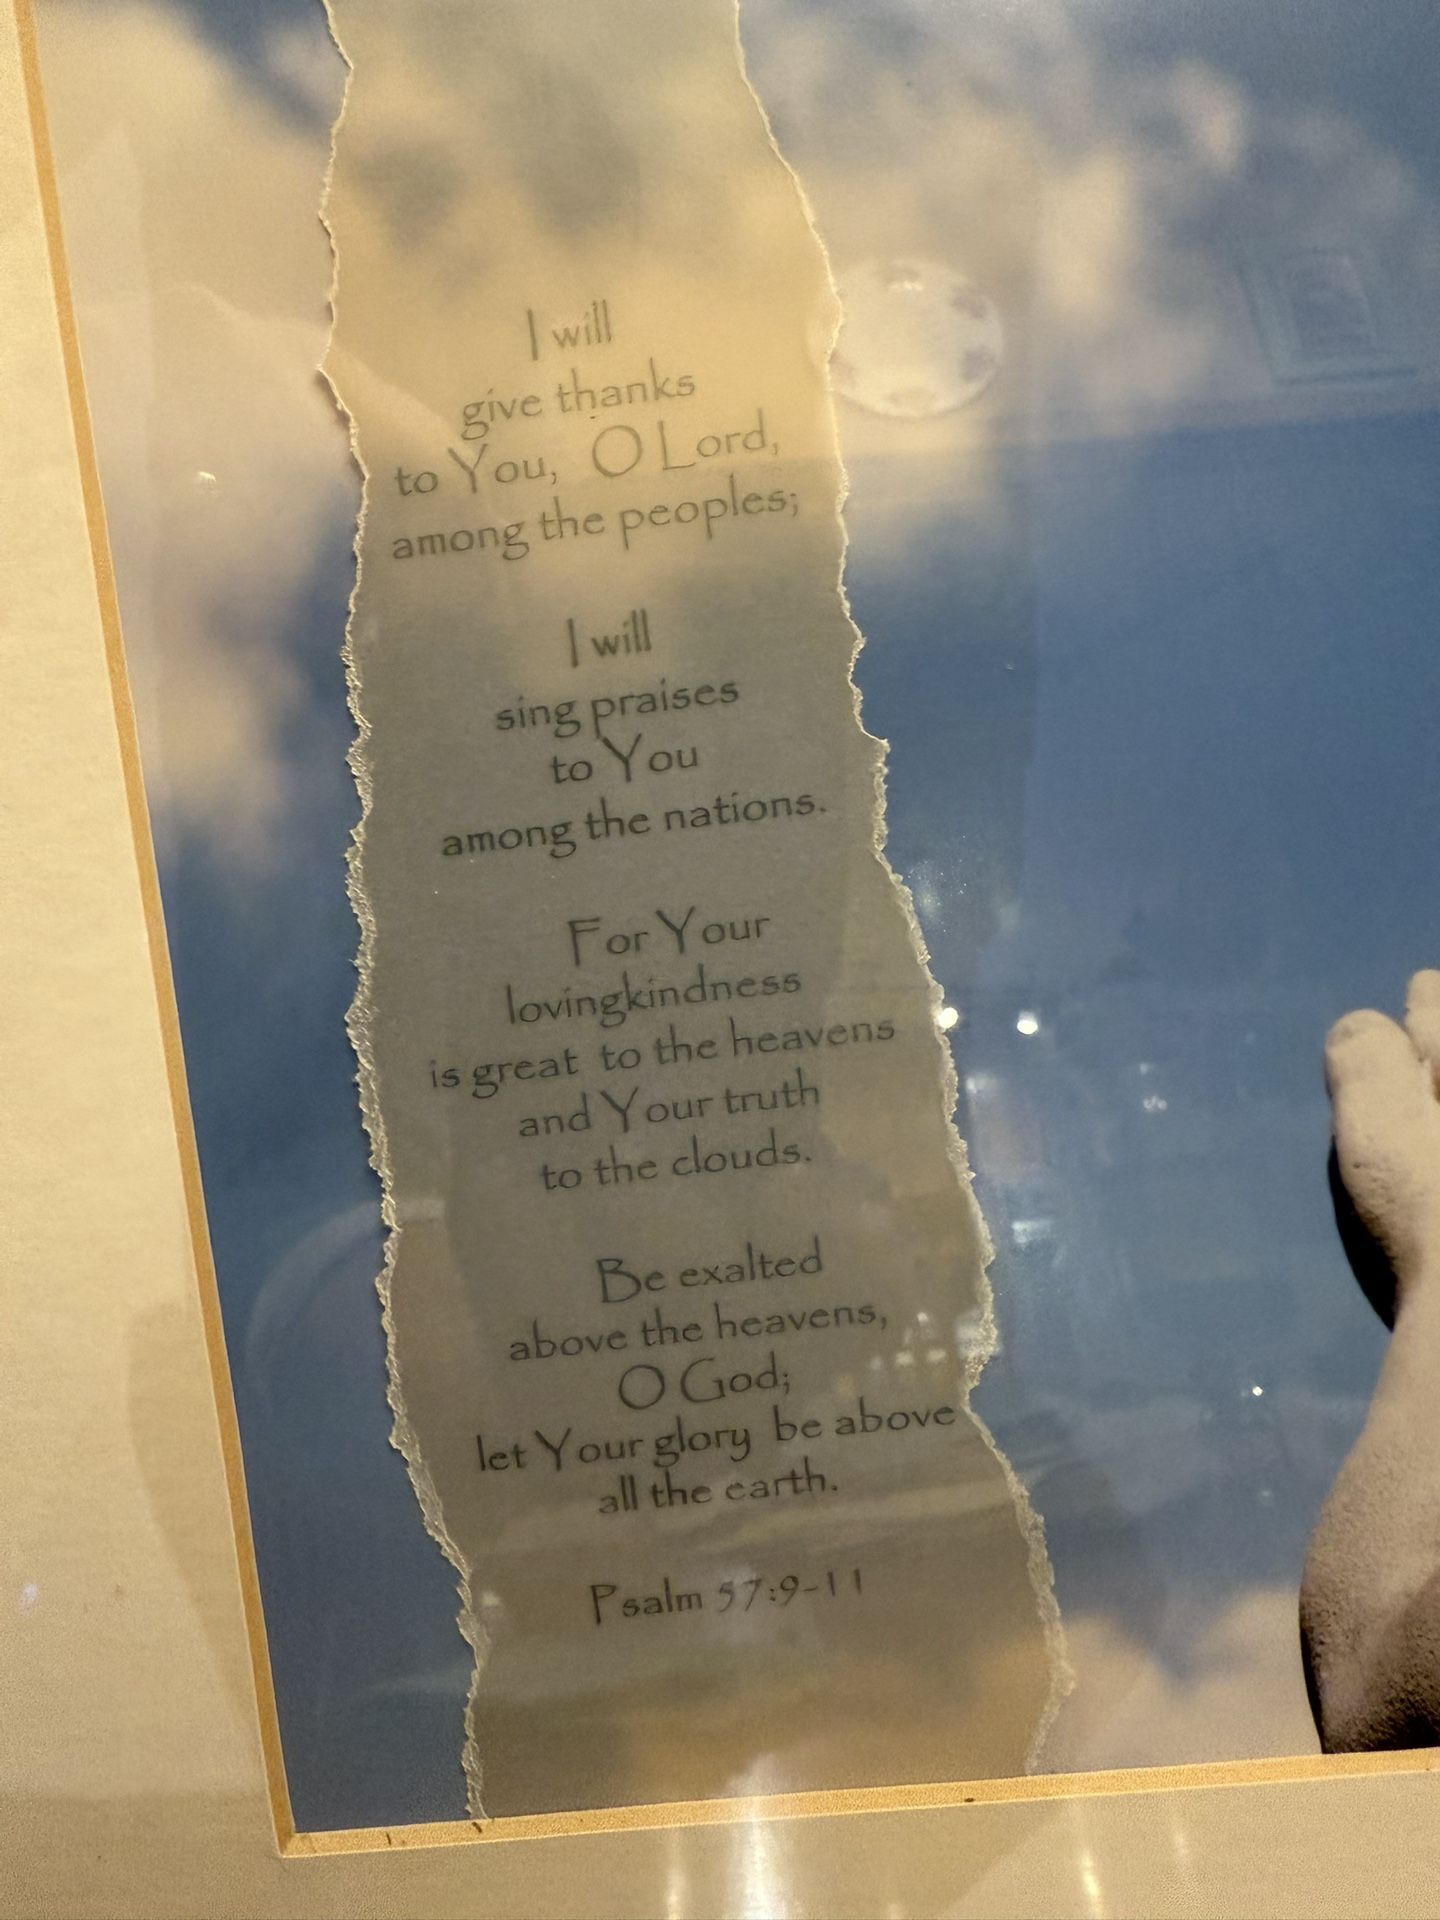 I will
give thanks
to You, O Lord,
among the peoples;
I will
sing praises
to You
among the nations.
For Your
lovingkindness
is great to the heavens
and Your truth
to the clouds.
Be exalted
above the heavens,
O God;
let Your glory be above
all the earth.
Psalm 57:9-11